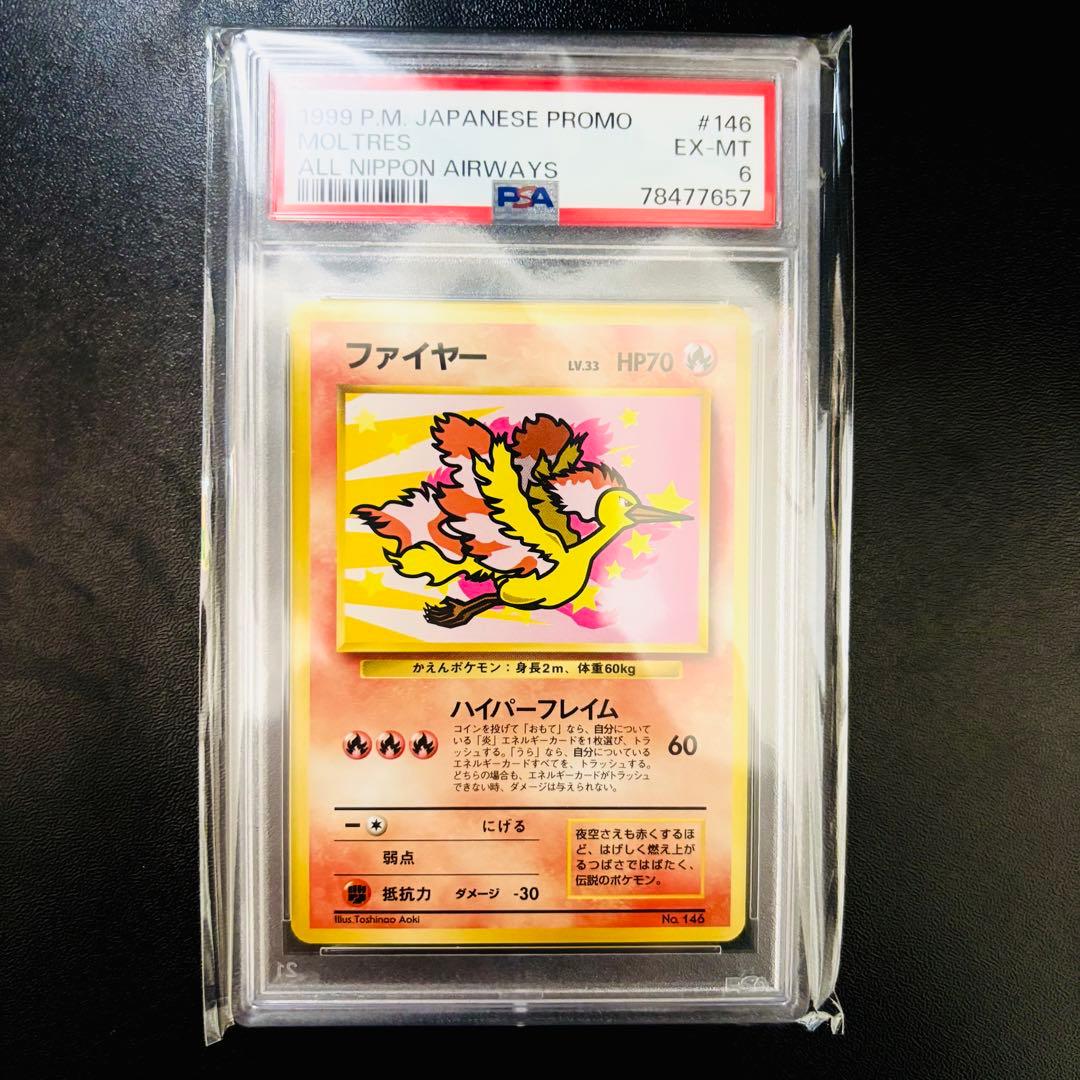 1999 P.M. JAPANESE PROMO #146
MOLTRES EX-MT
ALL NIPPON AIRWAYS 6
PSA 78477657
ファイヤー LV.33 HP70
かえんポケモン：身長2m、体重60kg
ハイパーフレイム
コインを投げて「おもて」なら、自分について
いる「炎」エネルギーカードを1枚選び、トラ
ッシュする。「うら」なら、自分についている
エネルギーカードすべてを、トラッシュする。
どちらの場合も、エネルギーカードがトラッシュ
できない時、ダメージは与えられない。
60
にげる
弱点
抵抗力 ダメージ -30
夜空さえも赤くするほ
ど、はげしく燃え上が
るつばさではばたく、
伝説のポケモン。
Illus. Toshinao Aoki No. 146